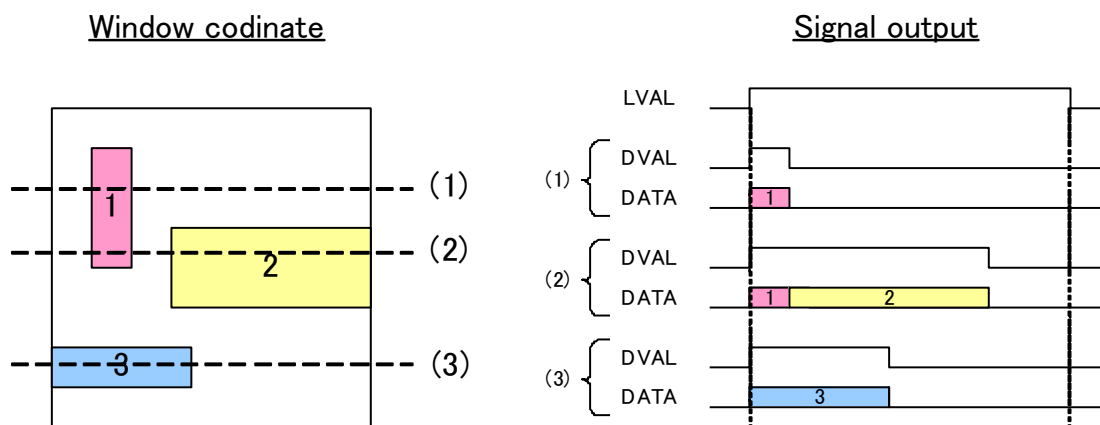 Window codinate
1
2
3
(1)
(2)
(3)
Signal output
LVAL
(1)
DVAL
DATA
1
(2)
DVAL
DATA
1 2
(3)
DVAL
DATA
3